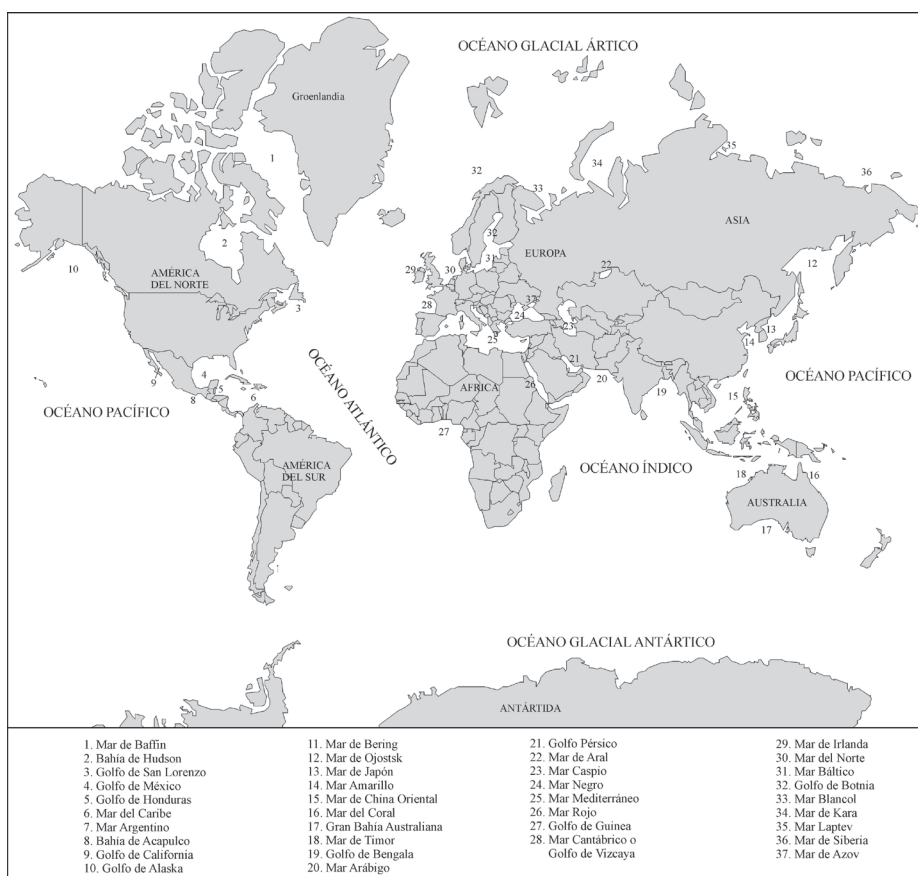 OCÉANO GLACIAL ÁRTICO
Groenlandia
1
35
34
32
36
33
ASIA
2
32
EUROPA
12
10
29
30
31
22
AMÉRICA
DEL NORTE
28
3
37
24
23
13
14
25
4
9
5
6
8
OCÉANO ATLÁNTICO
21
20
26
AFRICA
19
15
OCÉANO PACÍFICO
OCÉANO PACÍFICO
27
OCÉANO ÍNDICO
AMÉRICA
DEL SUR
18
16
AUSTRALIA
17
OCÉANO GLACIAL ANTÁRTICO
ANTÁRTIDA
1. Mar de Baffin
2. Bahía de Hudson
3. Golfo de San Lorenzo
4. Golfo de México
5. Golfo de Honduras
6. Mar del Caribe
7. Mar Argentino
8. Bahía de Acapulco
9. Golfo de California
10. Golfo de Alaska
11. Mar de Bering
12. Mar de Ojostsk
13. Mar de Japón
14. Mar Amarillo
15. Mar de China Oriental
16. Mar del Coral
17. Gran Bahía Australiana
18. Mar de Timor
19. Golfo de Bengala
20. Mar Arábigo
21. Golfo Pérsico
22. Mar de Aral
23. Mar Caspio
24. Mar Negro
25. Mar Mediterráneo
26. Mar Rojo
27. Golfo de Guinea
28. Mar Cantábrico o
Golfo de Vizcaya
29. Mar de Irlanda
30. Mar del Norte
31. Mar Báltico
32. Golfo de Botnia
33. Mar Blancol
34. Mar de Kara
35. Mar Laptev
36. Mar de Siberia
37. Mar de Azov